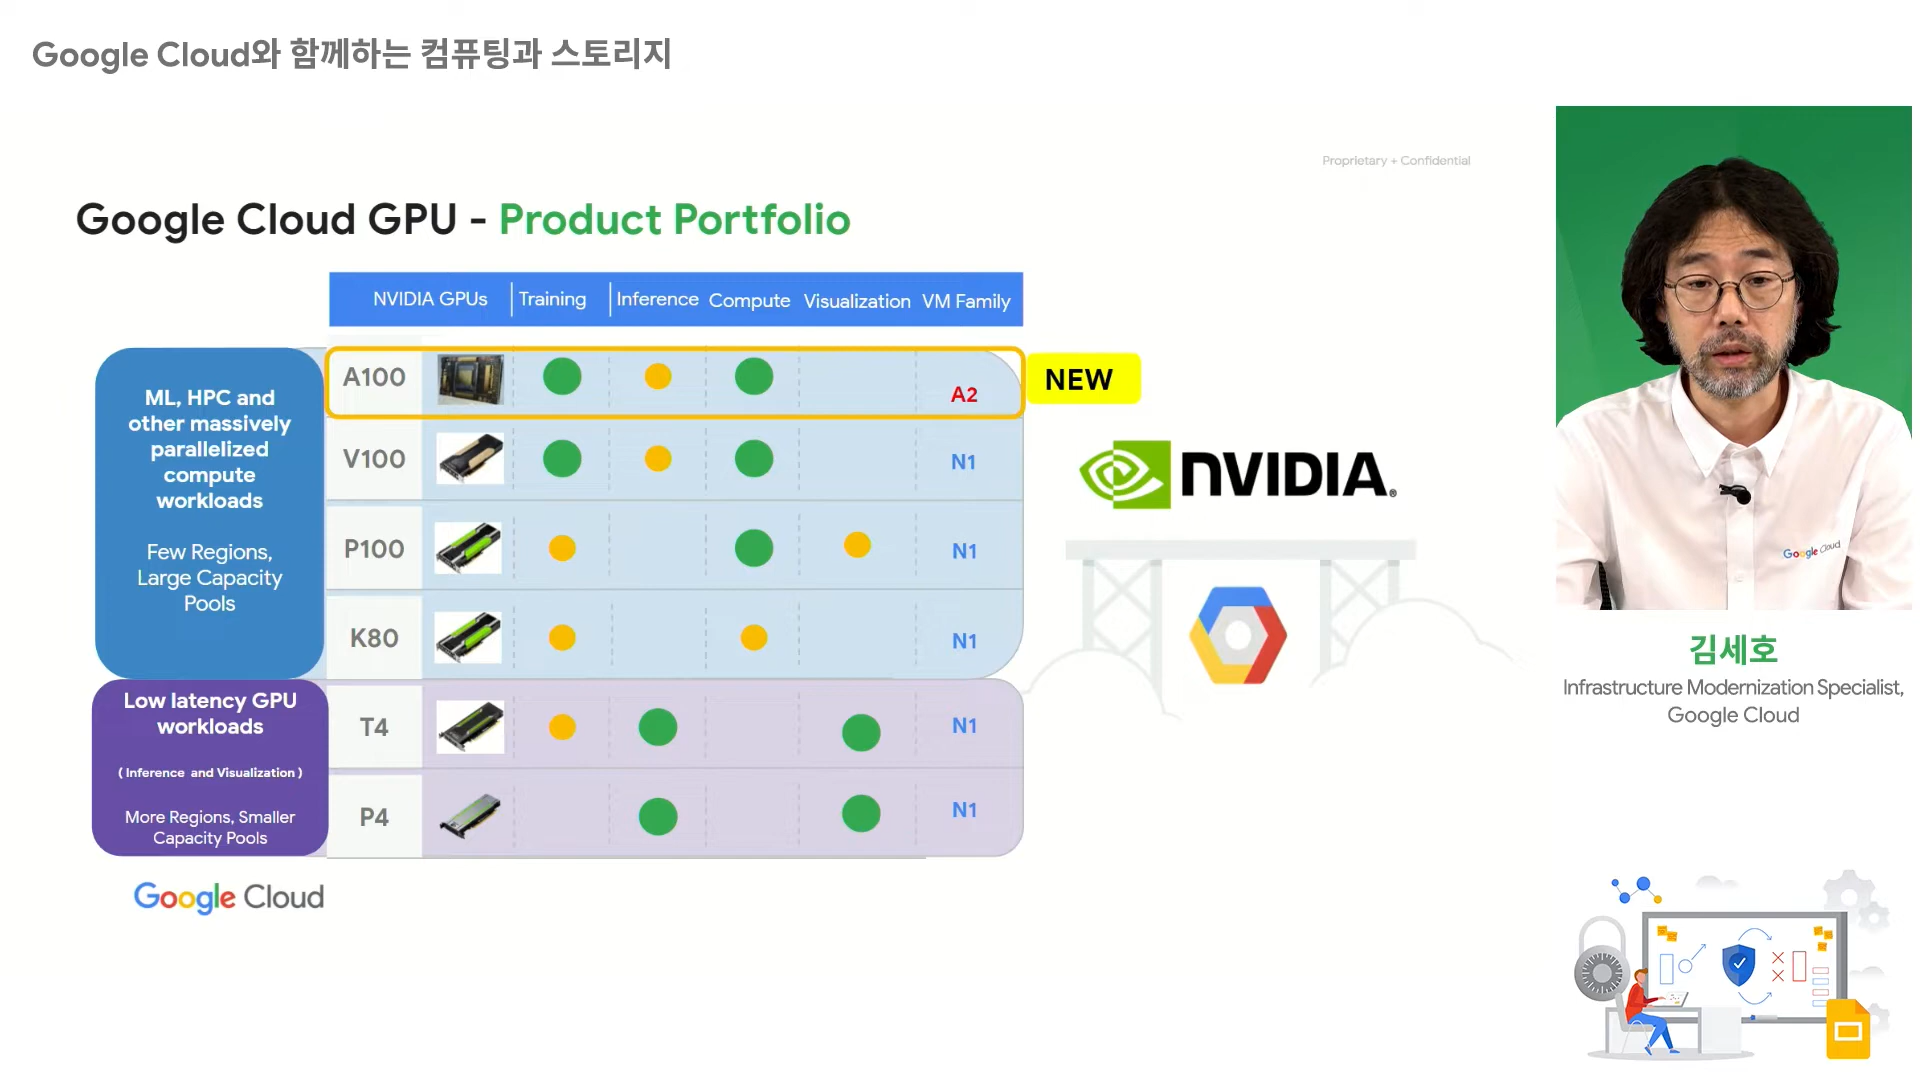 Google Cloud와 함께하는 컴퓨팅과 스토리지
Proprietary + Confidential
Google Cloud GPU - Product Portfolio
NVIDIA GPUs Training Inference Compute Visualization VM Family
ML, HPC and
other massively
parallelized
compute
workloads
Few Regions,
Large Capacity
Pools
A100 A2
NEW
V100 N1
P100 N1
K80 N1
Low latency GPU
workloads
( Inference and Visualization )
More Regions, Smaller
Capacity Pools
T4 N1
P4 N1
NVIDIA®
Google Cloud
Google Cloud
김세호
Infrastructure Modernization Specialist,
Google Cloud